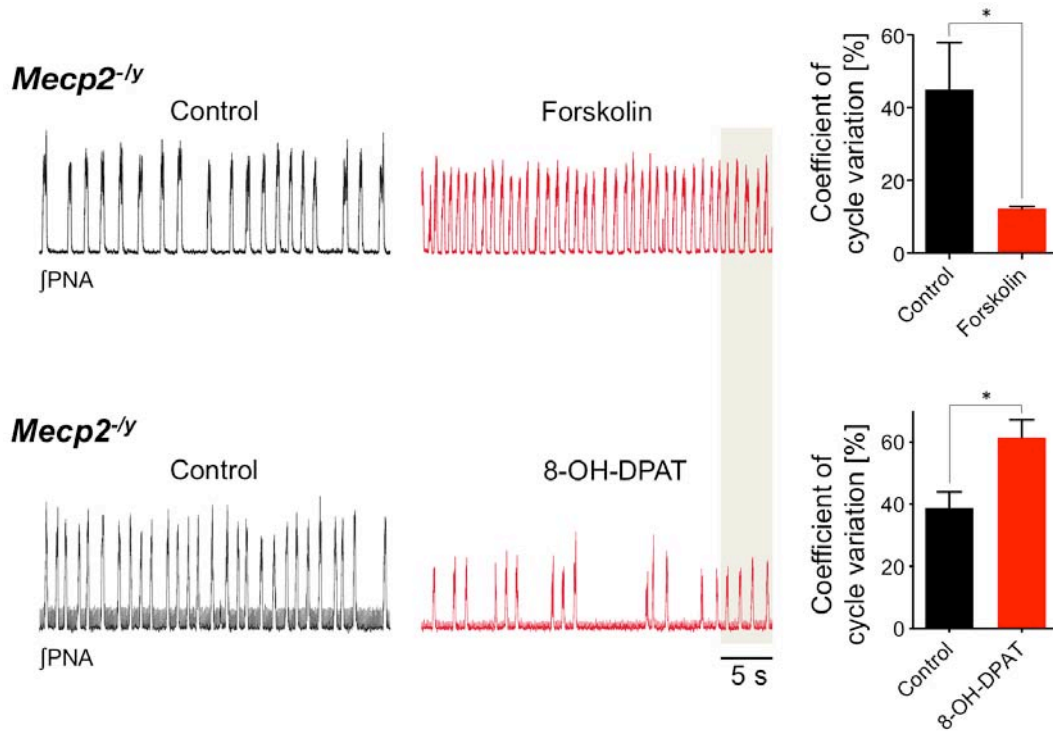 Mecp2-/y
Control
Forskolin
∫PNA
Coefficient of
cycle variation [%]
60
40
20
0
*
Control
Forskolin
Mecp2-/y
Control
8-OH-DPAT
∫PNA
5 s
Coefficient of
cycle variation [%]
60
40
20
0
*
Control
8-OH-DPAT